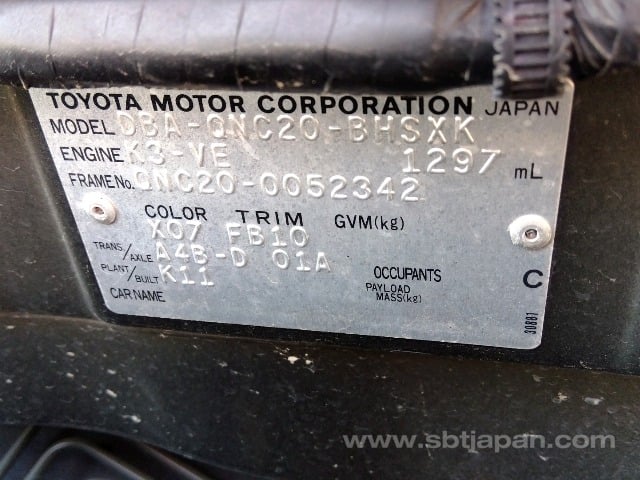 TOYOTA MOTOR CORPORATION JAPAN
MODEL DBA-QNC20-BHSXK
ENGINE K3-VE 1297 mL
FRAME No. QNC20-0052342
COLOR TRIM GVM(kg)
X07 FB10
TRANS./AXLE A4B-D 01A
PLANT/BUILT K11 OCCUPANTS C
CAR NAME PAYLOAD MASS(kg)
30881
www.sbtjapan.com